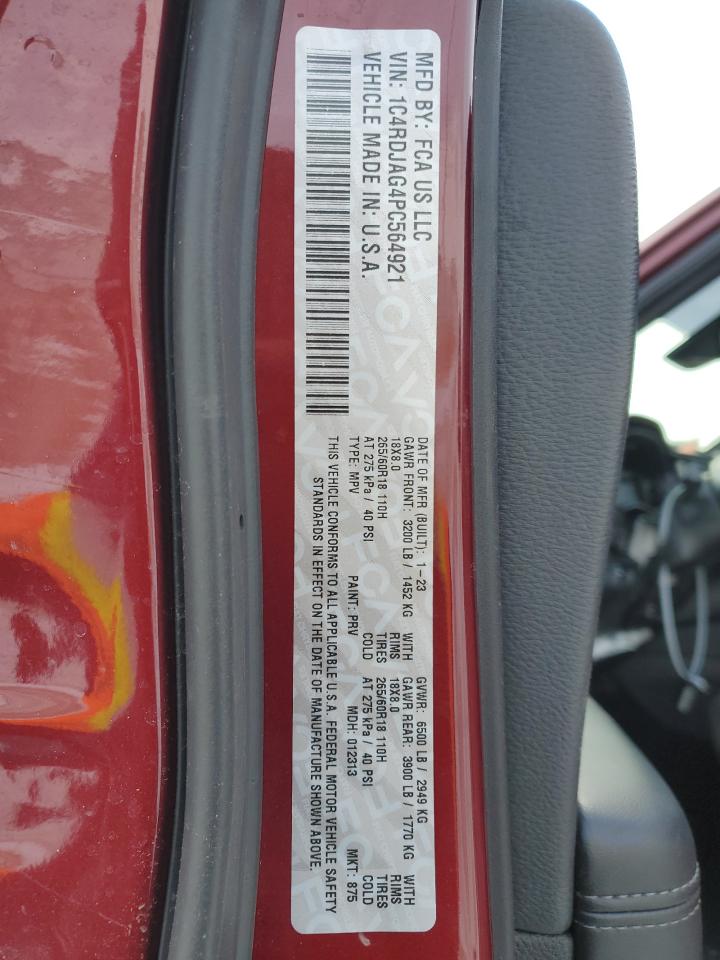 MFD BY: FCA US LLC
VIN: 1C4RDJAG4PC564921
VEHICLE MADE IN: U.S.A.
DATE OF MFR (BUILT): 1-23 GVWR: 6500 LB / 2949 KG
GAWR FRONT: 3200 LB / 1452 KG WITH GAWR REAR: 3900 LB / 1770 KG WITH
18X8.0 RIMS 18X8.0 RIMS
265/60R18 110H TIRES 265/60R18 110H TIRES
AT 275 kPa / 40 PSI COLD AT 275 kPa / 40 PSI COLD
TYPE: MPV PAINT: PRV MDH: 012313 MKT: 875
THIS VEHICLE CONFORMS TO ALL APPLICABLE U.S.A. FEDERAL MOTOR VEHICLE SAFETY
STANDARDS IN EFFECT ON THE DATE OF MANUFACTURE SHOWN ABOVE.